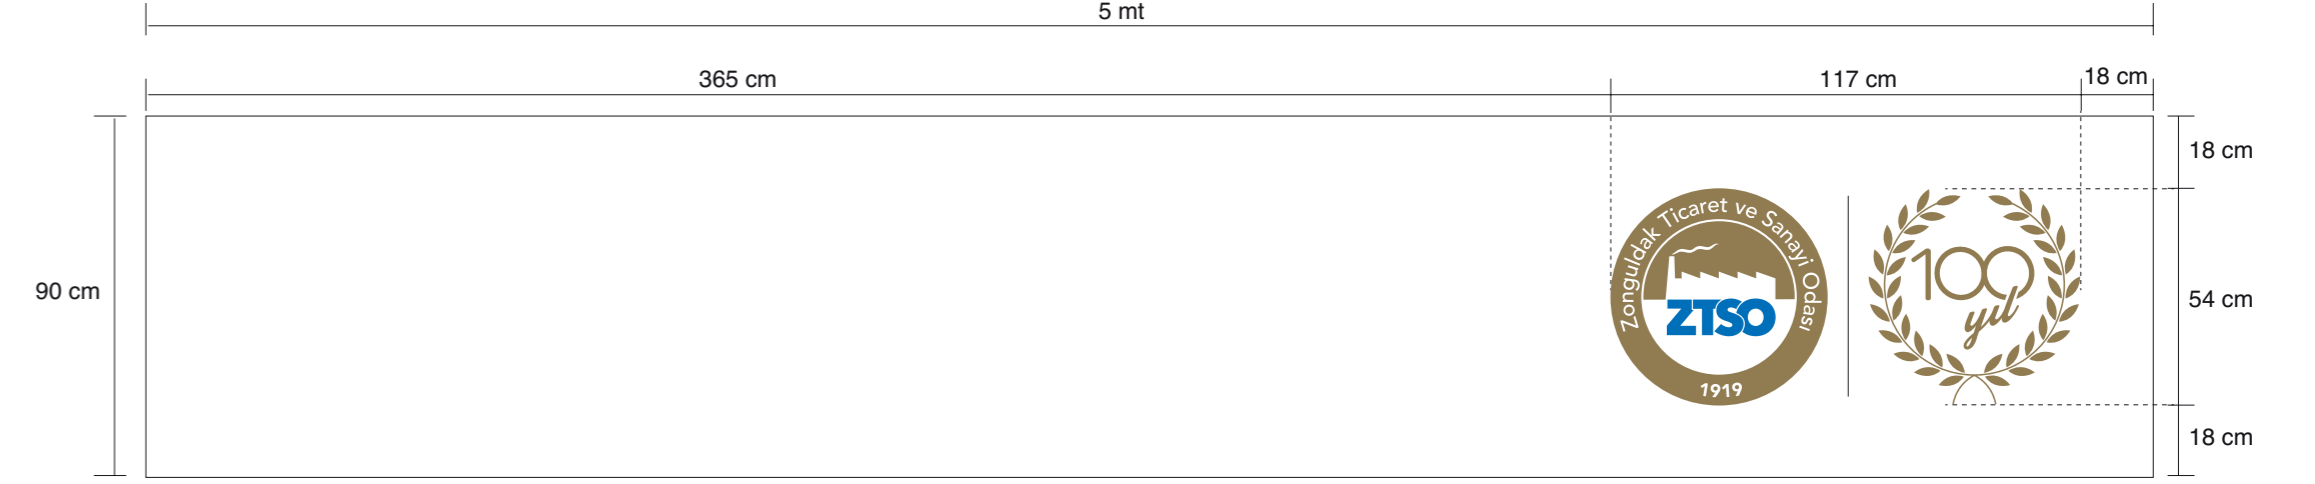 5 mt
365 cm
117 cm
18 cm
90 cm
18 cm
54 cm
18 cm
Zonguldak Ticaret ve Sanayi Odası
ZTSO
1919
100
yıl